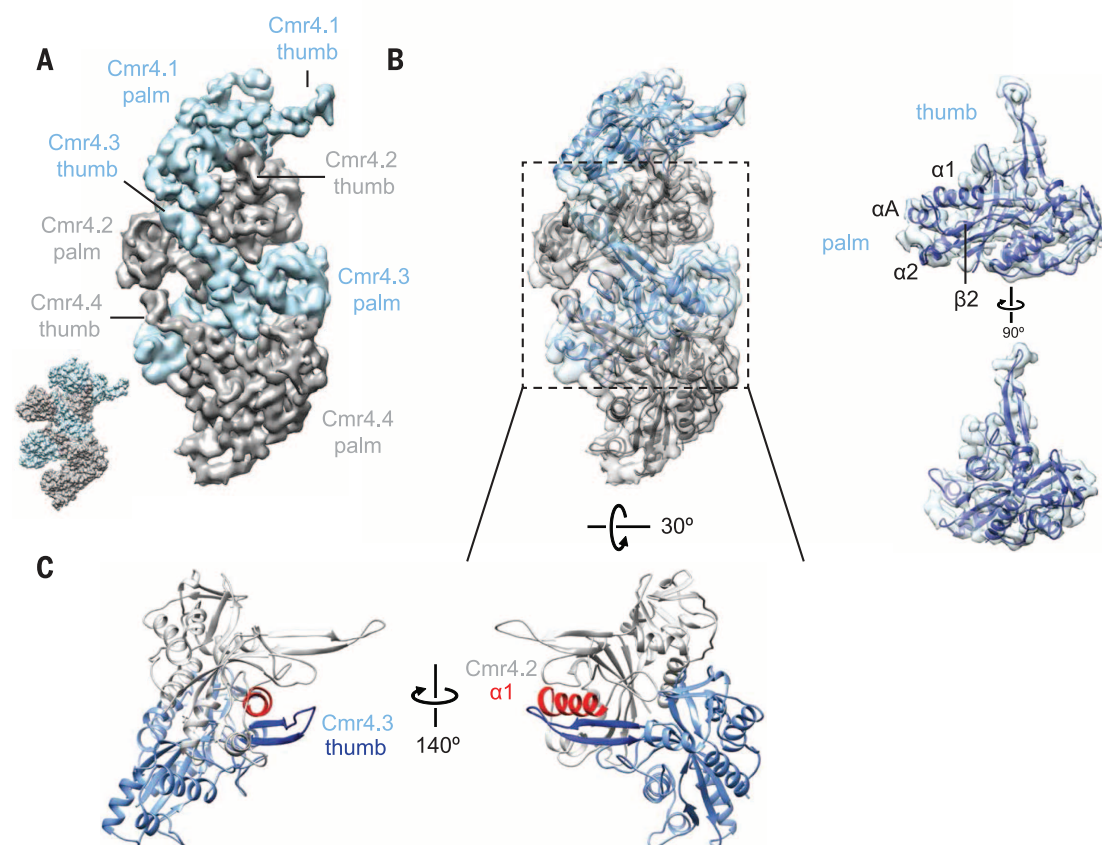 A
Cmr4.1
thumb
Cmr4.1
palm
Cmr4.3
thumb
Cmr4.2
thumb
Cmr4.2
palm
Cmr4.3
palm
Cmr4.4
thumb
Cmr4.4
palm
B
thumb
α1
αA
palm
α2
β2
90º
30º
C
Cmr4.3
thumb
140º
Cmr4.2
α1